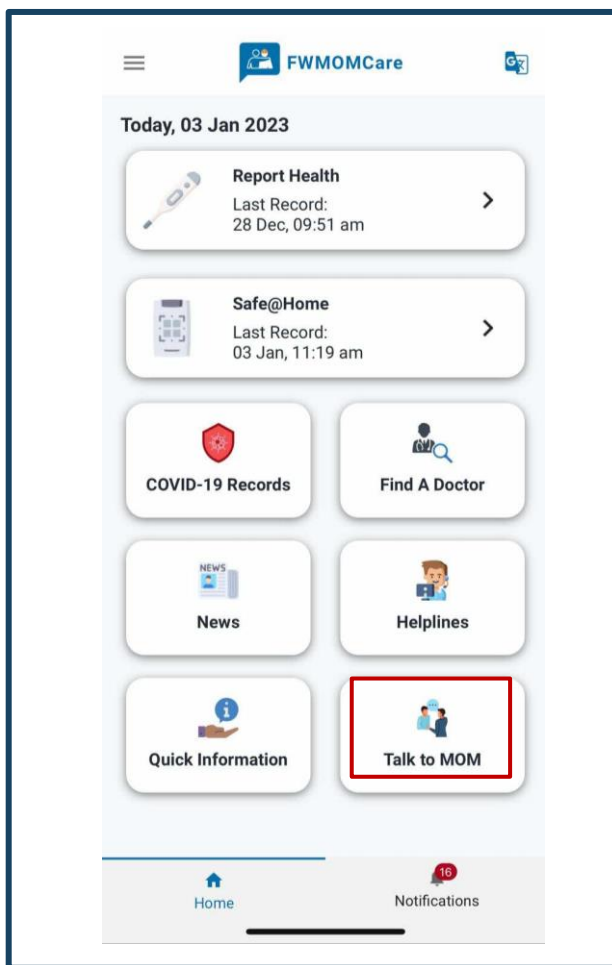 FWMOMCare
Today, 03 Jan 2023
Report Health
Last Record:
28 Dec, 09:51 am
Safe@Home
Last Record:
03 Jan, 11:19 am
COVID-19 Records
Find A Doctor
NEWS
News
Helplines
Quick Information
Talk to MOM
16
Home
Notifications